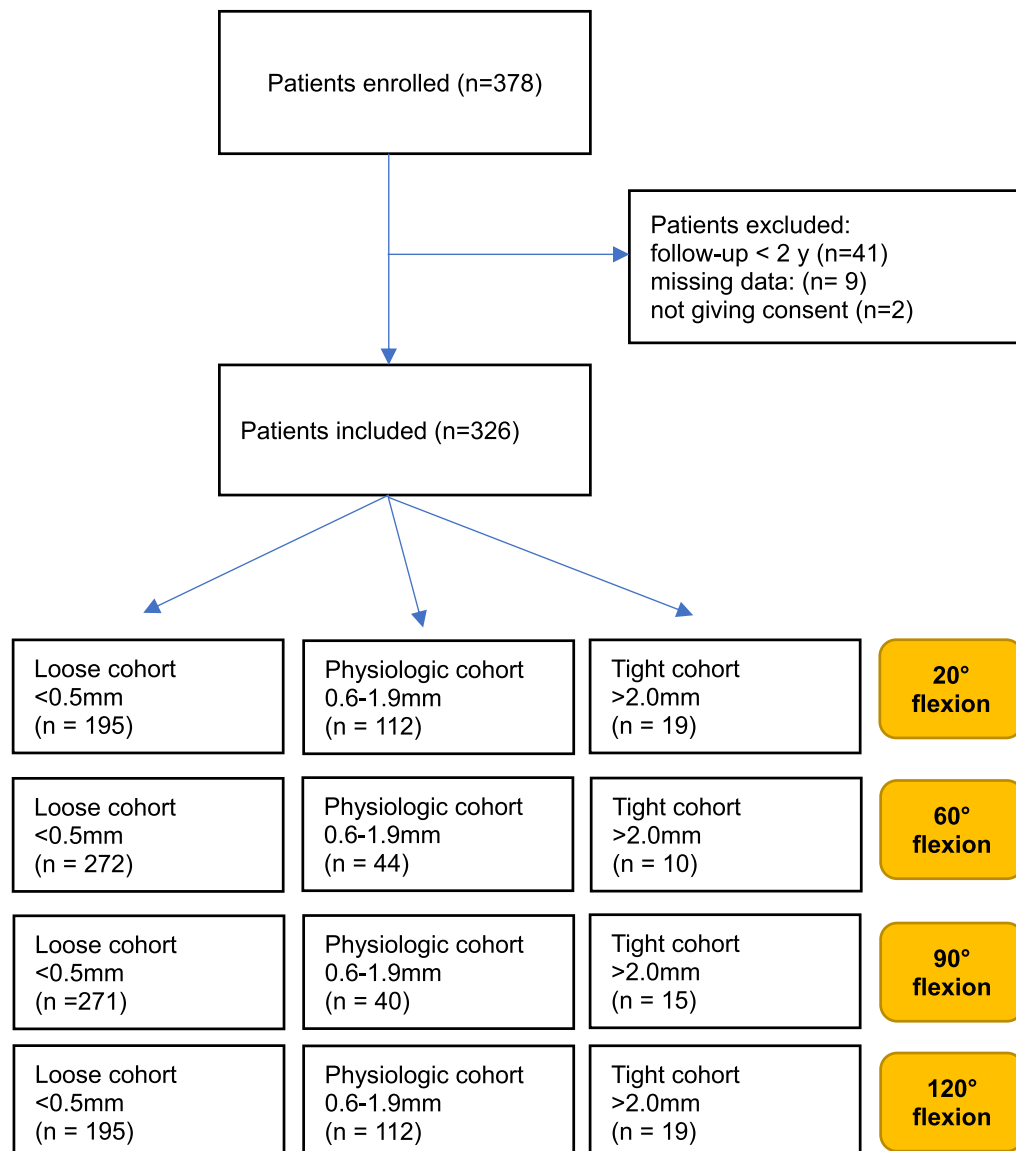 Patients enrolled (n=378)
Patients excluded:
follow-up < 2 y (n=41)
missing data: (n= 9)
not giving consent (n=2)
Patients included (n=326)
Loose cohort
<0.5mm
(n = 195)
Physiologic cohort
0.6-1.9mm
(n = 112)
Tight cohort
>2.0mm
(n = 19)
20°
flexion
Loose cohort
<0.5mm
(n = 272)
Physiologic cohort
0.6-1.9mm
(n = 44)
Tight cohort
>2.0mm
(n = 10)
60°
flexion
Loose cohort
<0.5mm
(n =271)
Physiologic cohort
0.6-1.9mm
(n = 40)
Tight cohort
>2.0mm
(n = 15)
90°
flexion
Loose cohort
<0.5mm
(n = 195)
Physiologic cohort
0.6-1.9mm
(n = 112)
Tight cohort
>2.0mm
(n = 19)
120°
flexion